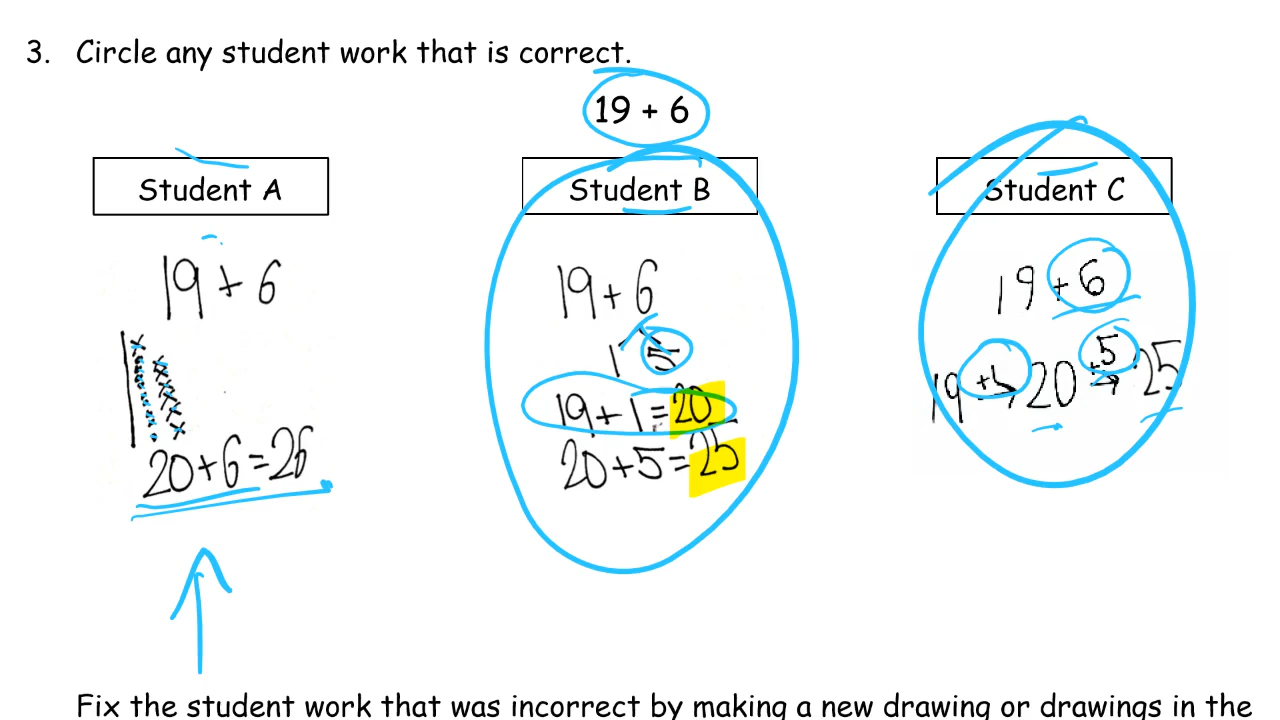 3. Circle any student work that is correct.
19 + 6
Student A
19 + 6
20+6=26
Student B
19+6
1 5
19+1=20
20+5=25
Student C
19+6
19 +1→ 20 +5→ 25
Fix the student work that was incorrect by making a new drawing or drawings in the